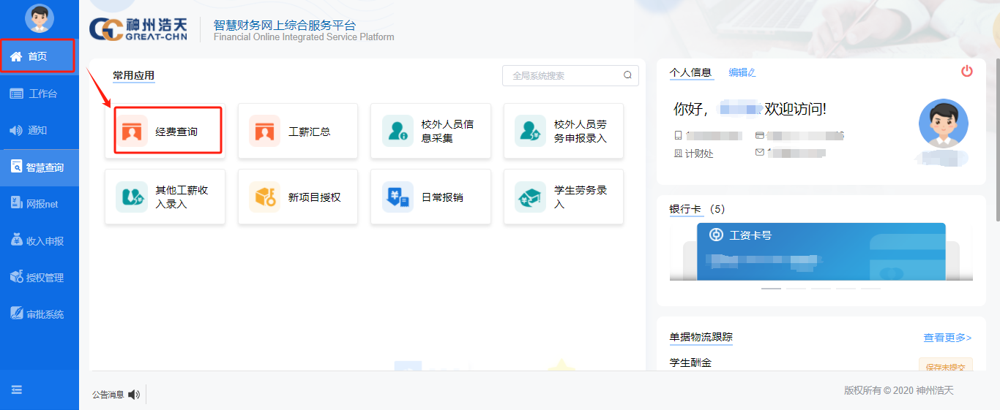 神州浩天
GREAT-CHN
智慧财务网上综合服务平台
Financial Online Integrated Service Platform
首页
工作台
通知
智慧查询
网报net
收入申报
授权管理
审批系统
常用应用
全局系统搜索
经费查询
工薪汇总
校外人员信
息采集
校外人员劳
务申报录入
其他工薪收
入录入
新项目授权
日常报销
学生劳务录
入
个人信息
编辑
你好，
欢迎访问!
计财处
银行卡（5）
工资卡号
单据物流跟踪
查看更多>
学生酬金
保存未提交
公告消息
版权所有 © 2020 神州浩天